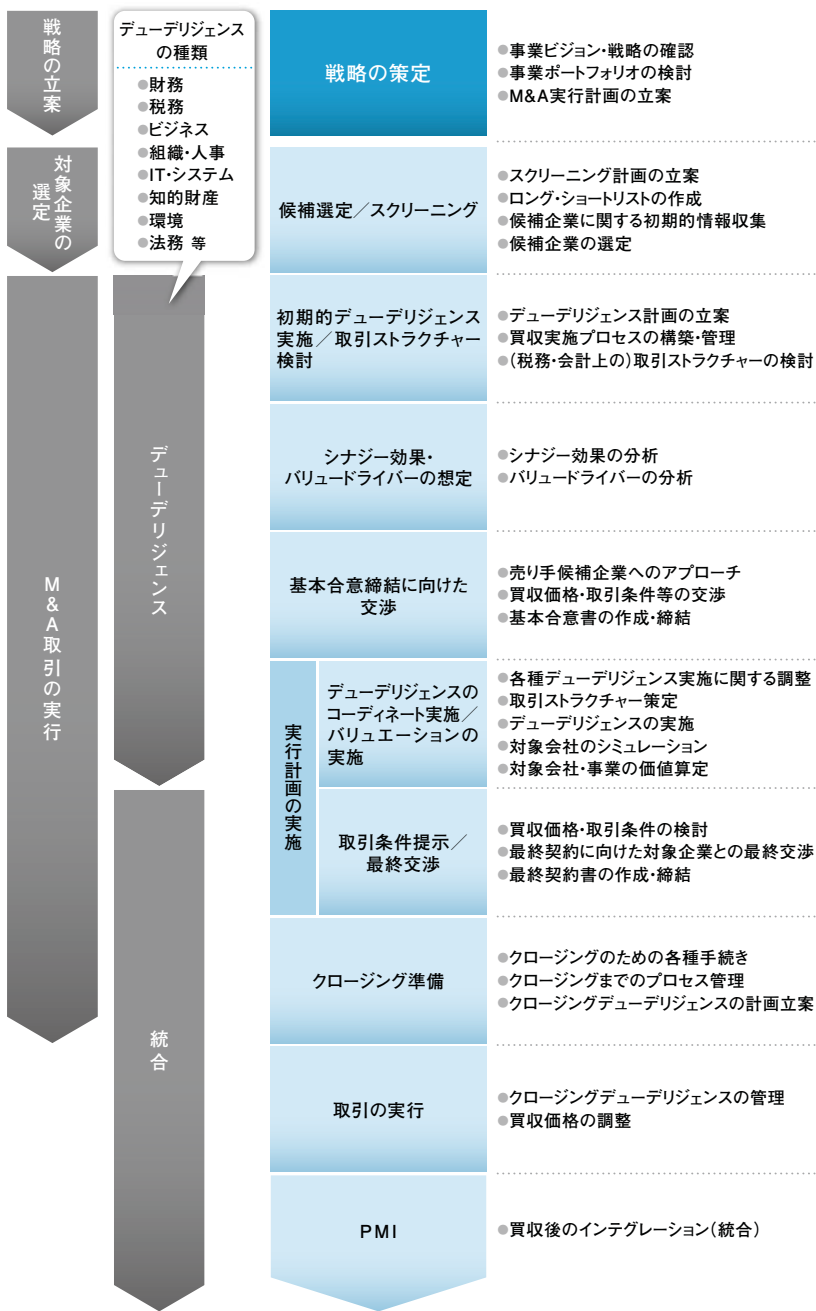 戦略の立案
対象企業の
選定
M&A取引の実行
デューデリジェンス
の種類
●財務
●税務
●ビジネス
●組織・人事
●IT・システム
●知的財産
●環境
●法務 等
デューデリジェンス
統合
戦略の策定
●事業ビジョン・戦略の確認
●事業ポートフォリオの検討
●M&A実行計画の立案
候補選定／スクリーニング
●スクリーニング計画の立案
●ロング・ショートリストの作成
●候補企業に関する初期的情報収集
●候補企業の選定
初期的デューデリジェンス
実施／取引ストラクチャー
検討
●デューデリジェンス計画の立案
●買収実施プロセスの構築・管理
●(税務・会計上の)取引ストラクチャーの検討
シナジー効果・
バリュードライバーの想定
●シナジー効果の分析
●バリュードライバーの分析
基本合意締結に向けた
交渉
●売り手候補企業へのアプローチ
●買収価格・取引条件等の交渉
●基本合意書の作成・締結
実行計画の実施
デューデリジェンスの
コーディネート実施／
バリュエーションの
実施
●各種デューデリジェンス実施に関する調整
●取引ストラクチャー策定
●デューデリジェンスの実施
●対象会社のシミュレーション
●対象会社・事業の価値算定
取引条件提示／
最終交渉
●買収価格・取引条件の検討
●最終契約に向けた対象企業との最終交渉
●最終契約書の作成・締結
クロージング準備
●クロージングのための各種手続き
●クロージングまでのプロセス管理
●クロージングデューデリジェンスの計画立案
取引の実行
●クロージングデューデリジェンスの管理
●買収価格の調整
PMI
●買収後のインテグレーション(統合)